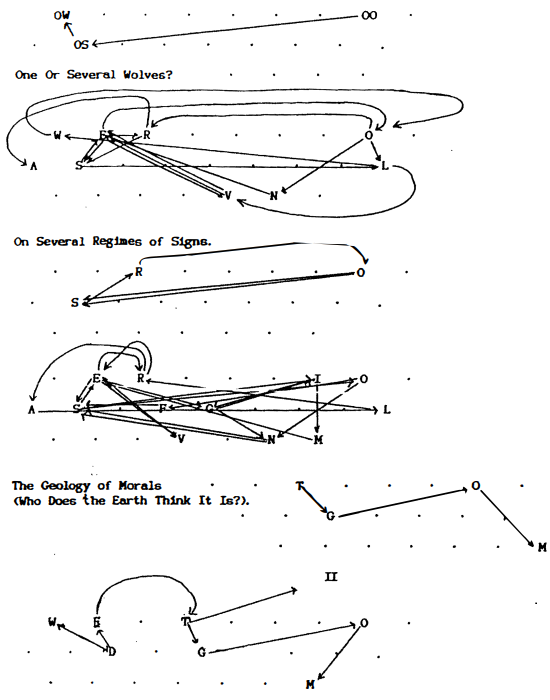 OW OO
OS
One Or Several Wolves?
W E R O
A S L
V N
On Several Regimes of Signs.
R O
S
E R I O
A S A F G L
V N M
The Geology of Morals T O
(Who Does the Earth Think It Is?). G
M
II
W E T O
D G
M